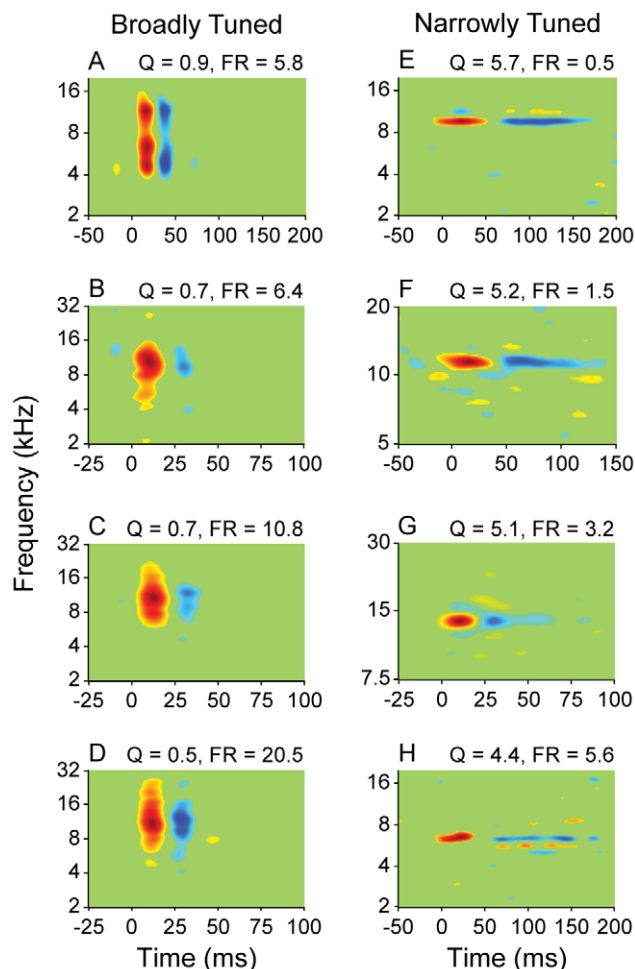 Broadly Tuned
Narrowly Tuned
A Q = 0.9, FR = 5.8
16
8
4
2
-50 0 50 100 150 200
E Q = 5.7, FR = 0.5
16
8
4
2
-50 0 50 100 150 200
B Q = 0.7, FR = 6.4
32
16
8
4
2
-25 0 25 50 75 100
F Q = 5.2, FR = 1.5
20
10
5
-50 0 50 100 150
C Q = 0.7, FR = 10.8
32
16
8
4
2
-25 0 25 50 75 100
G Q = 5.1, FR = 3.2
30
15
7.5
-25 0 25 50 75 100
D Q = 0.5, FR = 20.5
32
16
8
4
2
-25 0 25 50 75 100
H Q = 4.4, FR = 5.6
16
8
4
2
-50 0 50 100 150 200
Frequency (kHz)
Time (ms)
Time (ms)